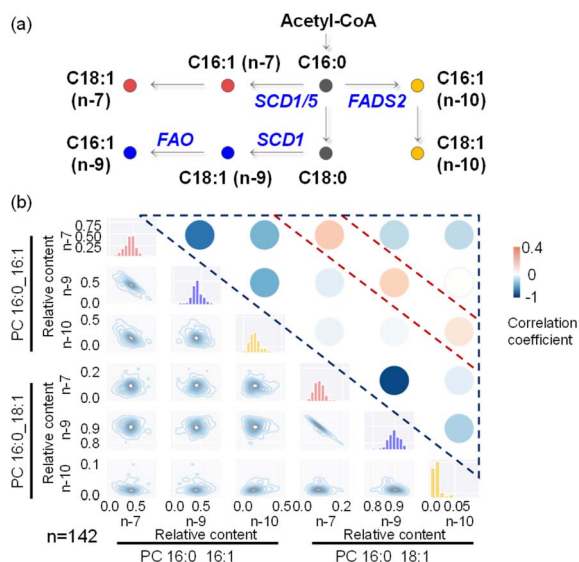 (a)
Acetyl-CoA
C18:1
(n-7)
C16:1 (n-7)
C16:0
C16:1
(n-10)
SCD1/5
FADS2
C16:1
(n-9)
FAO
SCD1
C18:1
(n-10)
C18:1 (n-9)
C18:0
(b)
PC 16:0_16:1
Relative content
n-7
0.75
0.50
0.25
n-9
0.5
0.0
n-10
0.5
0.0
PC 16:0_18:1
Relative content
n-7
0.2
0.0
n-9
0.9
0.8
n-10
0.1
0.0
0.4
0
-1
Correlation
coefficient
0.0 0.5
0.0 0.5
0.0 0.5
0.0 0.2
0.8 0.9
0.0 0.05
n-7 n-9 n-10 n-7 n-9 n-10
n=142
Relative content
Relative content
PC 16:0_16:1
PC 16:0_18:1